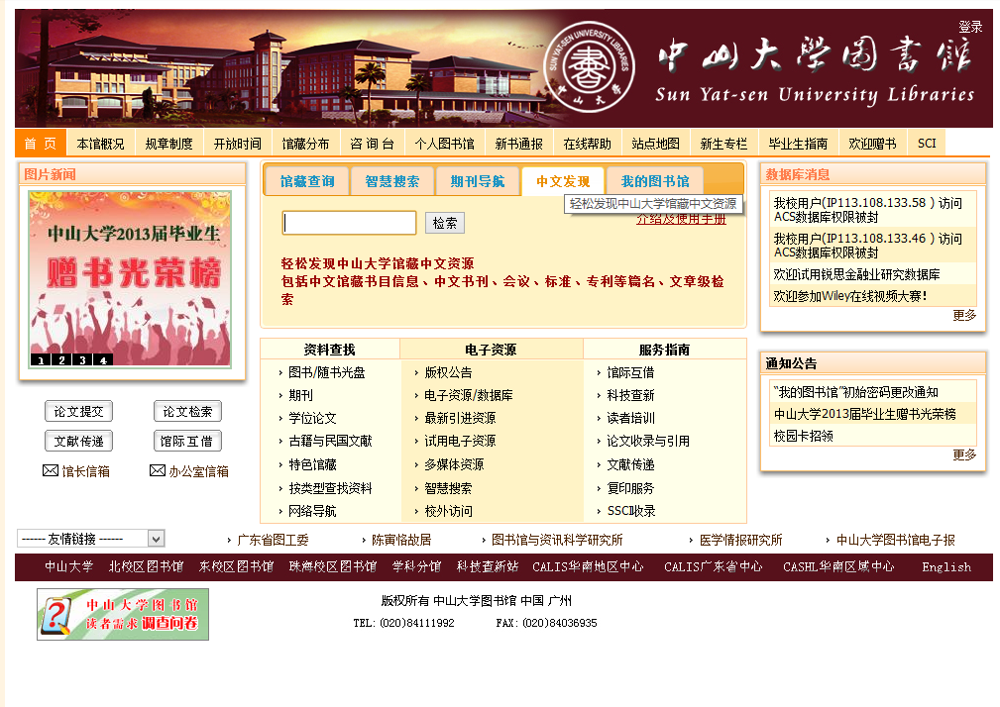 登录
SUN YAT-SEN UNIVERSITY LIBRARIES
中山大學
中山大學圖書館
Sun Yat-sen University Libraries
首 页 本馆概况 规章制度 开放时间 馆藏分布 咨 询 台 个人图书馆 新书通报 在线帮助 站点地图 新生专栏 毕业生指南 欢迎赠书 SCI
图片新闻
中山大学2013届毕业生
赠书光荣榜
1 2 3 4
论文提交 论文检索
文献传递 馆际互借
馆长信箱 办公室信箱
馆藏查询 智慧搜索 期刊导航 中文发现 我的图书馆
轻松发现中山大学馆藏中文资源
检索 介绍及使用手册
轻松发现中山大学馆藏中文资源
包括中文馆藏书目信息、中文书刊、会议、标准、专利等篇名、文章级检
索
资料查找 电子资源 服务指南
图书/随书光盘 版权公告 馆际互借
期刊 电子资源/数据库 科技查新
学位论文 最新引进资源 读者培训
古籍与民国文献 试用电子资源 论文收录与引用
特色馆藏 多媒体资源 文献传递
按类型查找资料 智慧搜索 复印服务
网络导航 校外访问 SSCI收录
数据库消息
我校用户(IP113.108.133.58 ) 访问
ACS数据库权限被封
我校用户(IP113.108.133.46 ) 访问
ACS数据库权限被封
欢迎试用锐思金融业研究数据库
欢迎参加Wiley在线视频大赛！
更多
通知公告
“我的图书馆”初始密码更改通知
中山大学2013届毕业生赠书光荣榜
校园卡招领
更多
------ 友情链接 ------ 广东省图工委 陈寅恪故居 图书馆与资讯科学研究所 医学情报研究所 中山大学图书馆电子报
中山大学 北校区图书馆 东校区图书馆 珠海校区图书馆 学科分馆 科技查新站 CALIS华南地区中心 CALIS广东省中心 CASHL华南区域中心 English
中山大学图书馆
读者需求 调查问卷
版权所有 中山大学图书馆 中国 广州
TEL: (020)84111992 FAX: (020)84036935